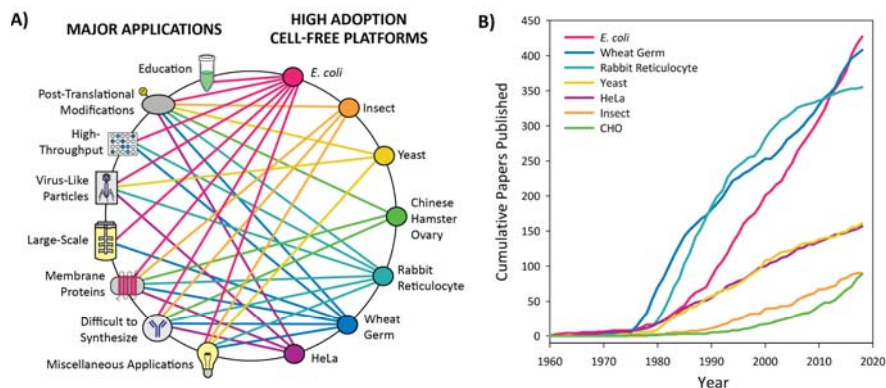 A)
MAJOR APPLICATIONS
HIGH ADOPTION
CELL-FREE PLATFORMS
Education
Post-Translational
Modifications
High-
Throughput
Virus-Like
Particles
Large-Scale
Membrane
Proteins
Difficult to
Synthesize
Miscellaneous Applications
E. coli
Insect
Yeast
Chinese
Hamster
Ovary
Rabbit
Reticulocyte
Wheat
Germ
HeLa
B)
Cumulative Papers Published
450
400
350
300
250
200
150
100
50
0
E. coli
Wheat Germ
Rabbit Reticulocyte
Yeast
HeLa
Insect
CHO
1960 1970 1980 1990 2000 2010 2020
Year